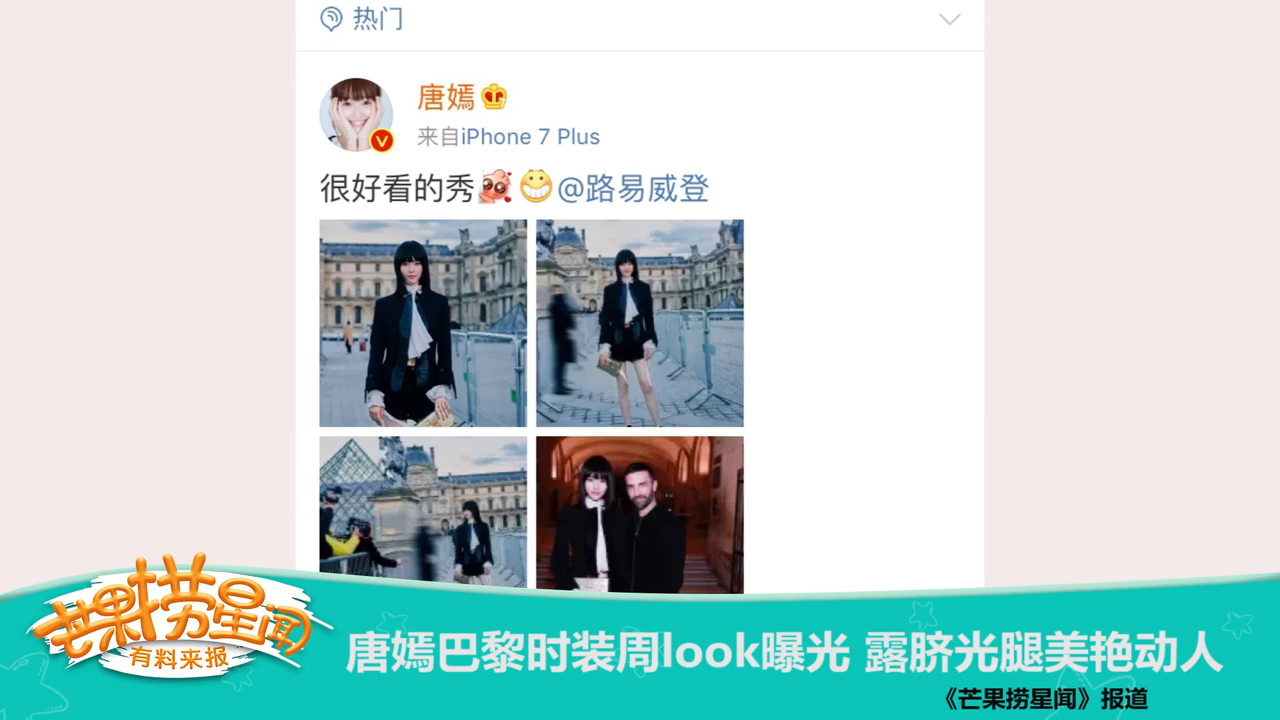 热门
唐嫣
来自iPhone 7 Plus
很好看的秀@路易威登
芒果捞星闻
有料来报
唐嫣巴黎时装周look曝光 露脐光腿美艳动人
《芒果捞星闻》报道